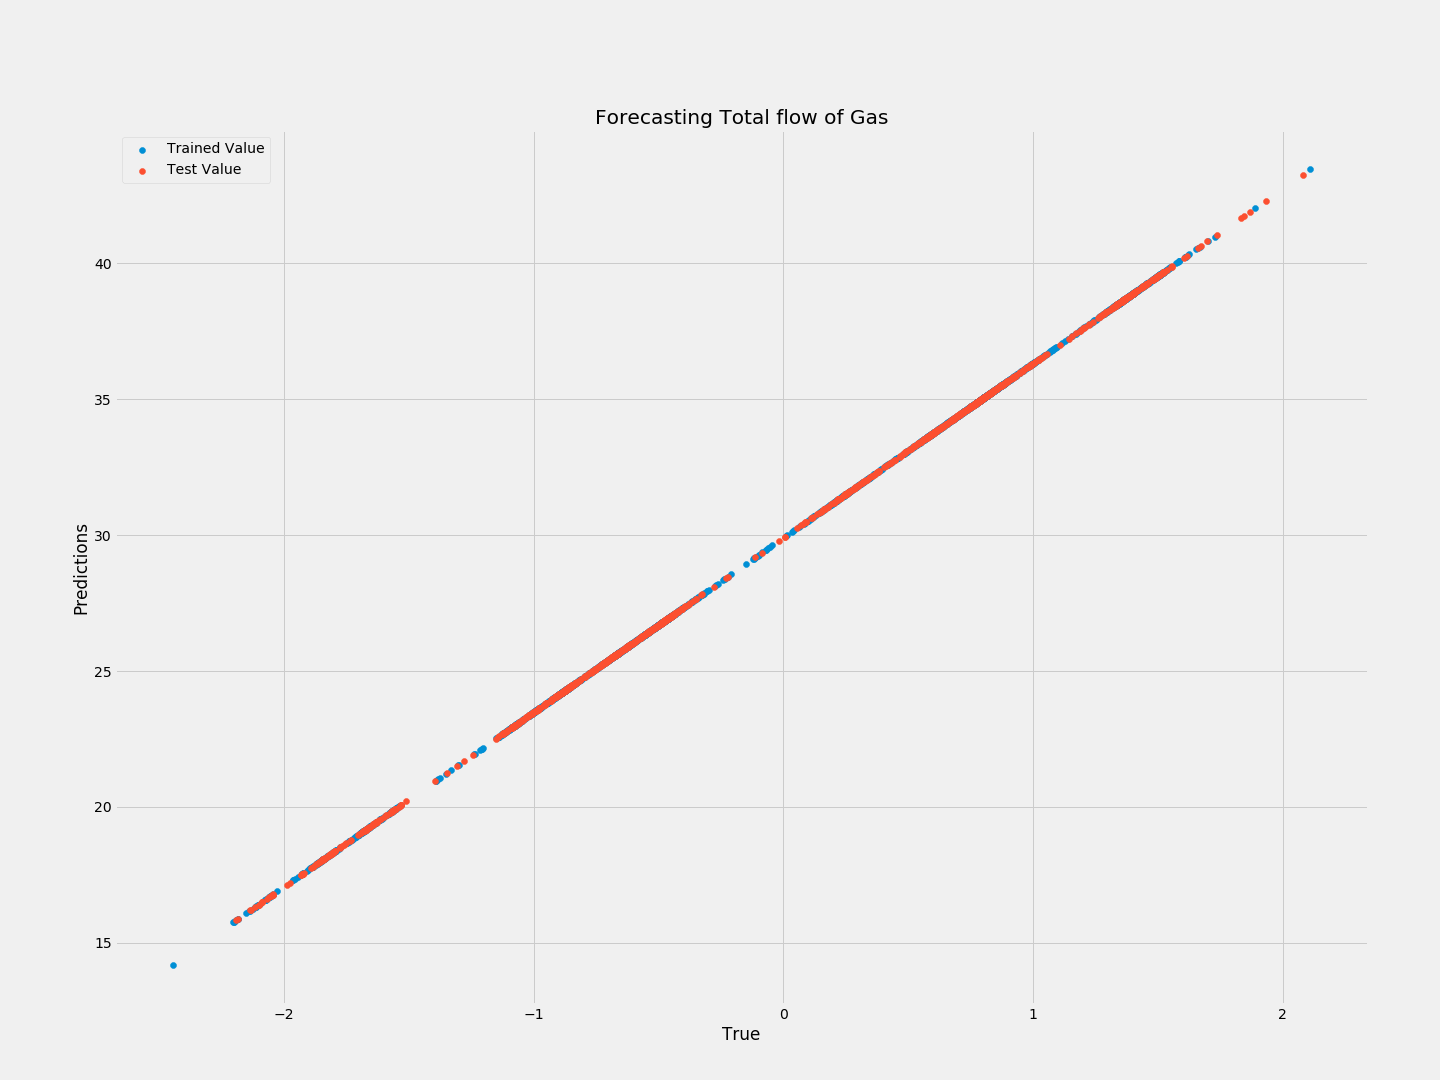 Forecasting Total flow of Gas
Trained Value
Test Value
40
35
30
25
20
15
Predictions
−2 −1 0 1 2
True